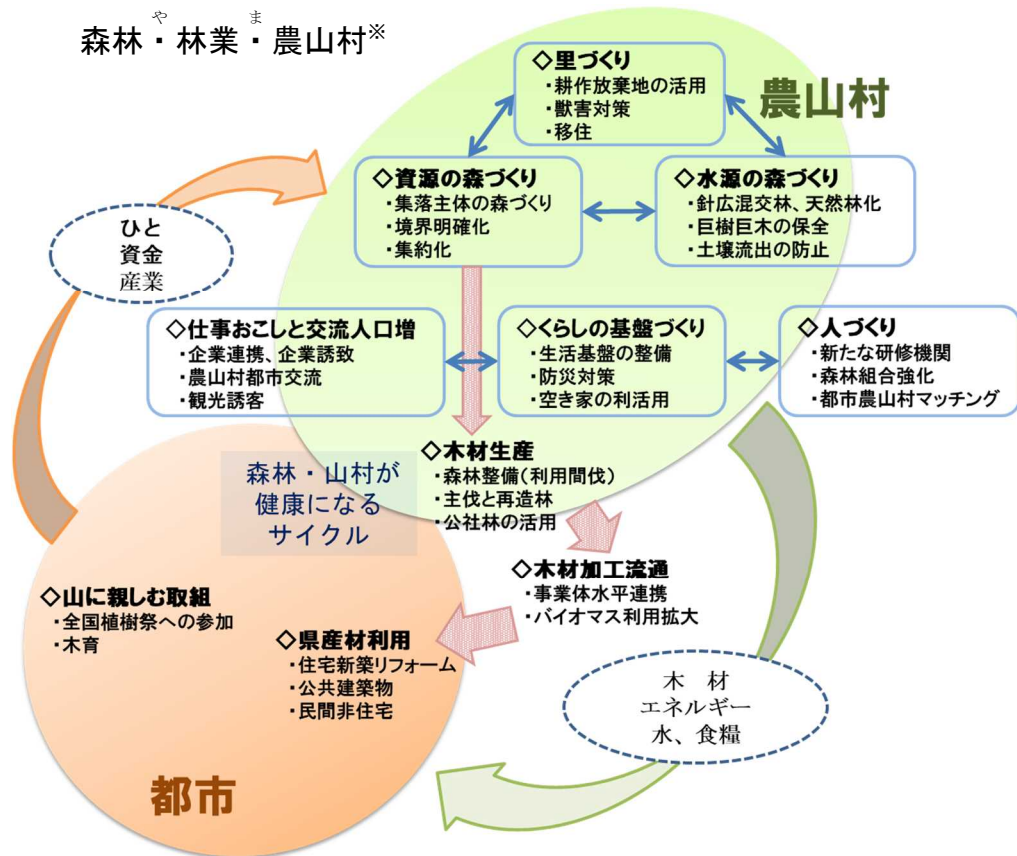 やま
森林・林業・農山村※
農山村
◇里づくり
・耕作放棄地の活用
・獣害対策
・移住
◇資源の森づくり
・集落主体の森づくり
・境界明確化
・集約化
◇水源の森づくり
・針広混交林、天然林化
・巨樹巨木の保全
・土壌流出の防止
ひと
資金
産業
◇仕事おこしと交流人口増
・企業連携、企業誘致
・農山村都市交流
・観光誘客
◇くらしの基盤づくり
・生活基盤の整備
・防災対策
・空き家の利活用
◇人づくり
・新たな研修機関
・森林組合強化
・都市農山村マッチング
◇木材生産
・森林整備(利用間伐)
・主伐と再造林
・公社林の活用
森林・山村が
健康になる
サイクル
◇木材加工流通
・事業体水平連携
・バイオマス利用拡大
◇山に親しむ取組
・全国植樹祭への参加
・木育
◇県産材利用
・住宅新築リフォーム
・公共建築物
・民間非住宅
木 材
エネルギー
水、食糧
都市